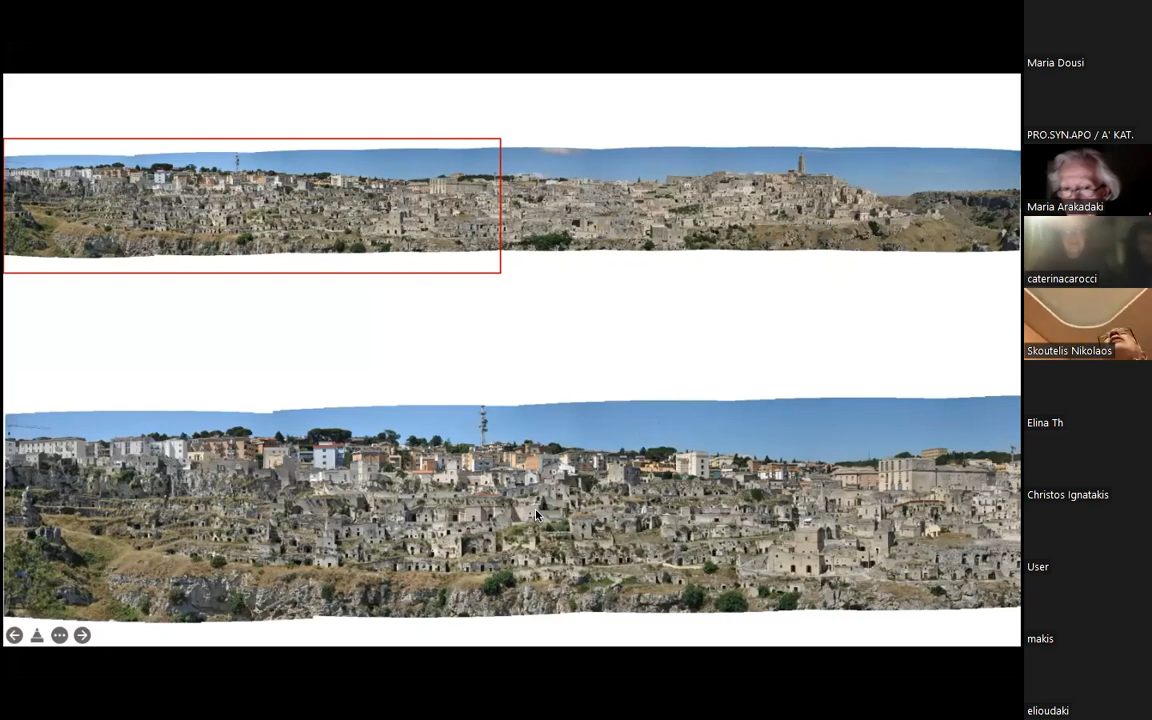 Maria Dousi
PRO.SYN.APO / A' KAT.
Maria Arakadaki
caterinacarocci
Skoutelis Nikolaos
Elina Th
Christos Ignatakis
User
makis
elioudaki